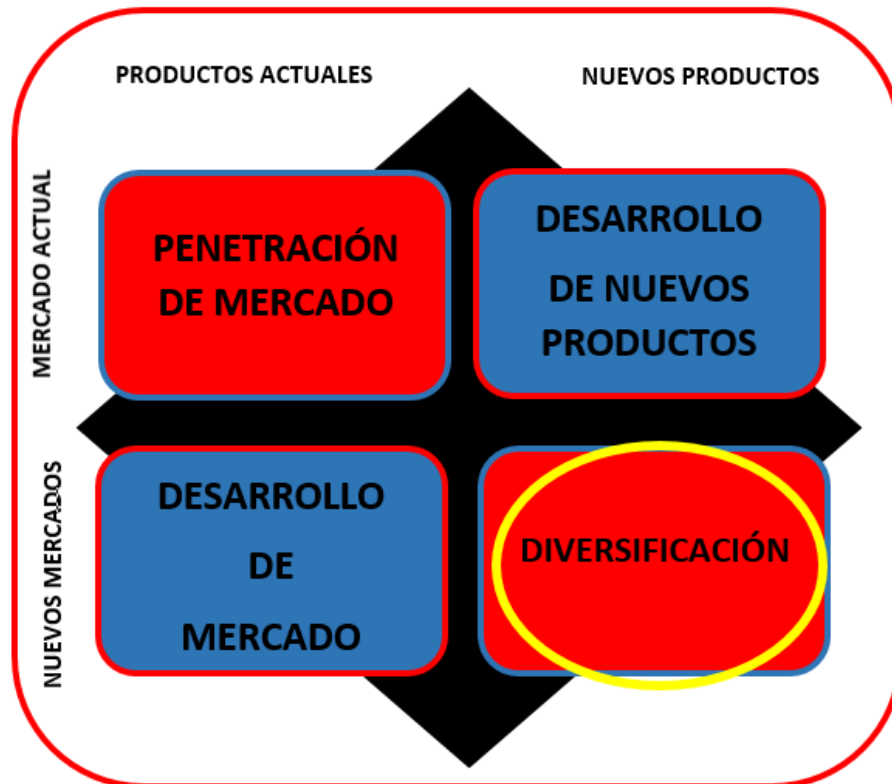 PRODUCTOS ACTUALES
NUEVOS PRODUCTOS
MERCADO ACTUAL
PENETRACIÓN
DE MERCADO
DESARROLLO
DE NUEVOS
PRODUCTOS
NUEVOS MERCADOS
DESARROLLO
DE
MERCADO
DIVERSIFICACIÓN